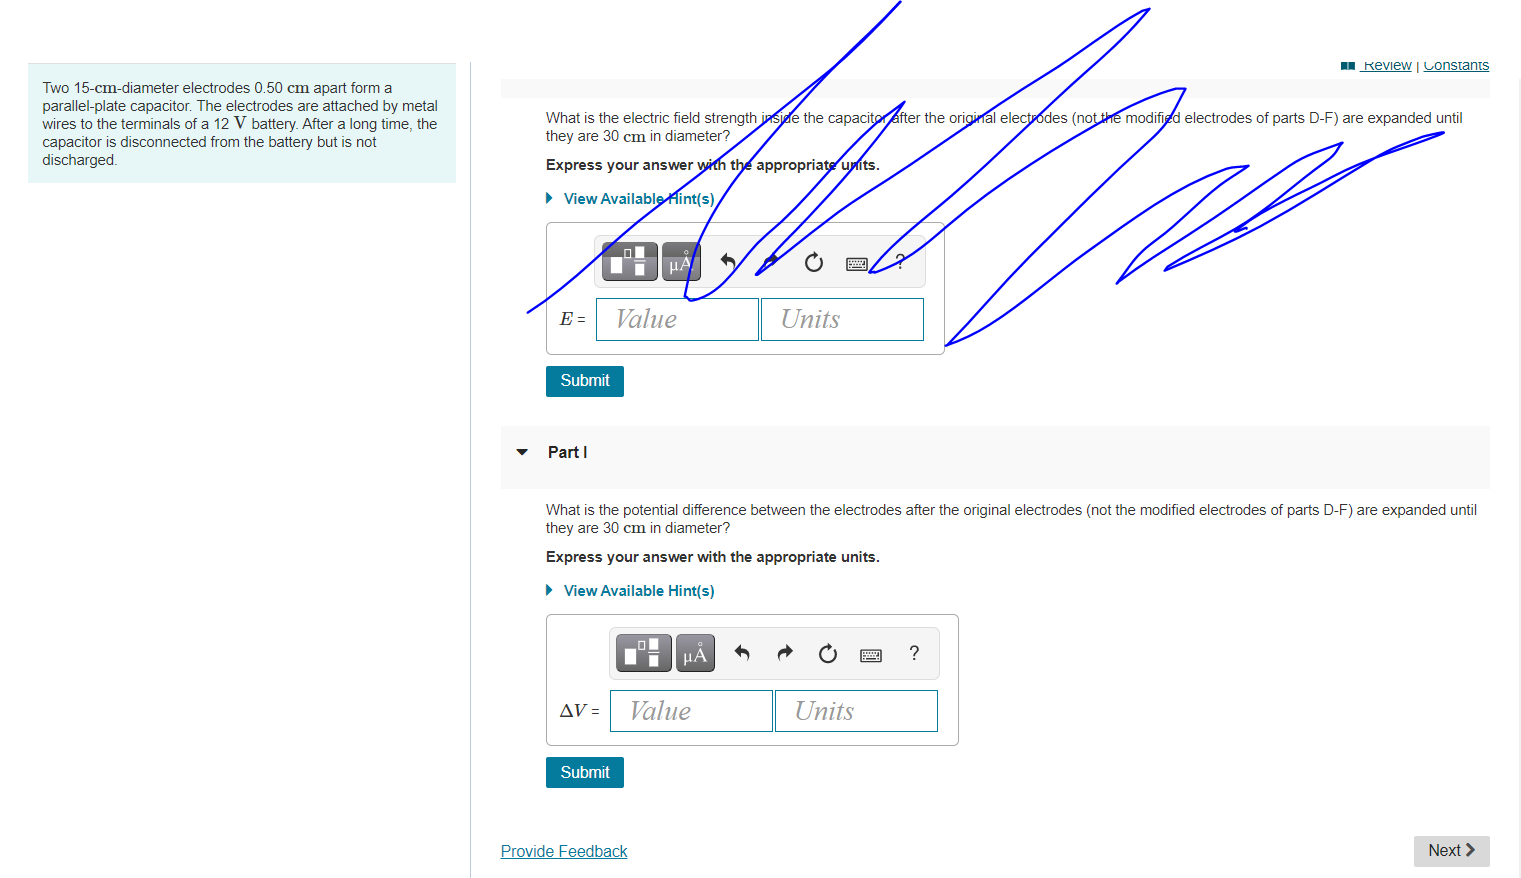 Review | Constants
Two 15-cm-diameter electrodes 0.50 cm apart form a
parallel-plate capacitor. The electrodes are attached by metal
wires to the terminals of a 12 V battery. After a long time, the
capacitor is disconnected from the battery but is not
discharged.
What is the electric field strength inside the capacitor after the original electrodes (not the modified electrodes of parts D-F) are expanded until
they are 30 cm in diameter?
Express your answer with the appropriate units.
View Available Hint(s)
μÅ ?
E = Value Units
Submit
Part I
What is the potential difference between the electrodes after the original electrodes (not the modified electrodes of parts D-F) are expanded until
they are 30 cm in diameter?
Express your answer with the appropriate units.
View Available Hint(s)
μÅ ?
ΔV = Value Units
Submit
Provide Feedback
Next